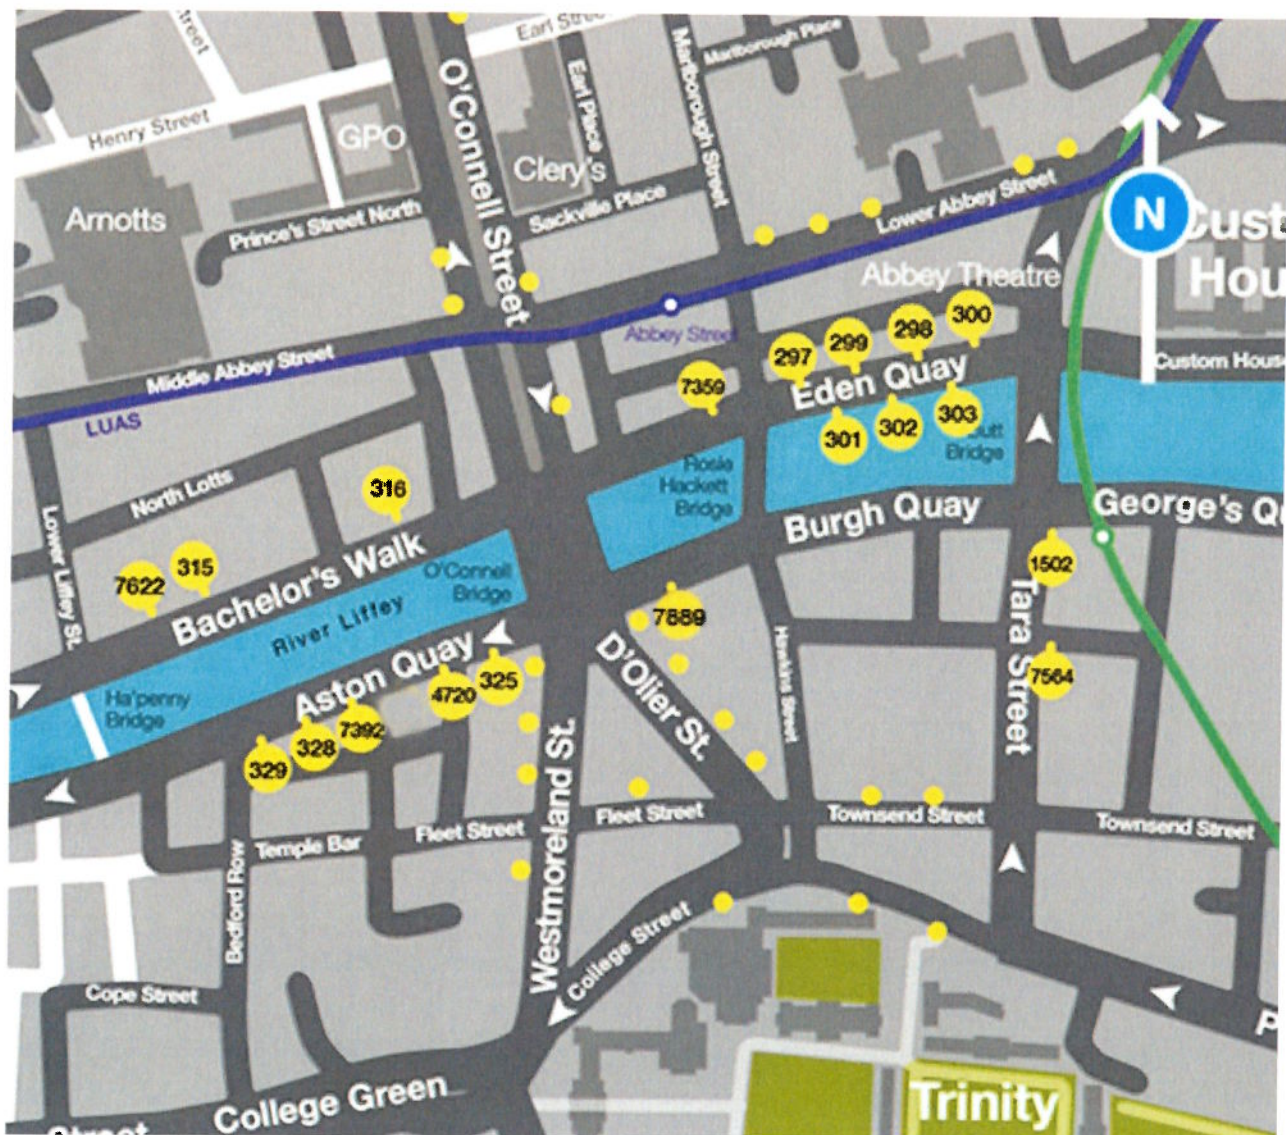 Street
Earl Street
Marlborough Place
Henry Street
GPO
O'Connell Street
Earl Place
Marlborough Street
Clery's
Arnotts
Prince's Street North
Sackville Place
Lower Abbey Street
N
Abbey Theatre
Abbey Street
Middle Abbey Street
LUAS
Custom House
300
298
299
297
7359
Eden Quay
301
302
303
Butt
Bridge
Rosie
Hackett
Bridge
316
North Lotts
Lower Liffey St.
Burgh Quay
George's Qu
7622
315
Bachelor's Walk
O'Connell
Bridge
River Liffey
1502
7889
Aston Quay
325
4720
7392
328
329
Ha'penny
Bridge
D'Olier St.
Hawkins Street
Tara Street
7564
Westmoreland St.
Fleet Street
Fleet Street
Townsend Street
Townsend Street
Temple Bar
Bedford Row
College Street
Cope Street
College Green
Street
Trinity